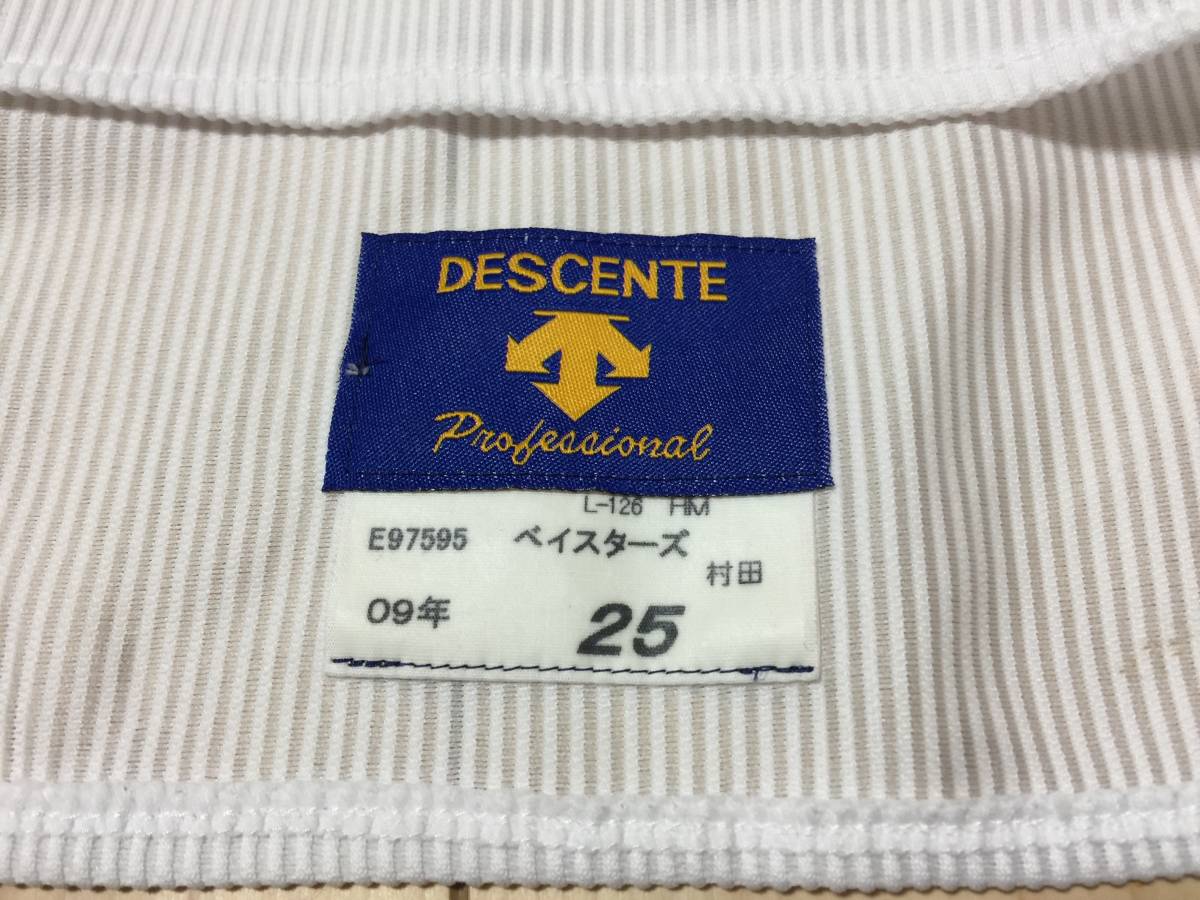 DESCENTE
Professional
L-126 HM
E97595 ベイスターズ
村田
09年 25